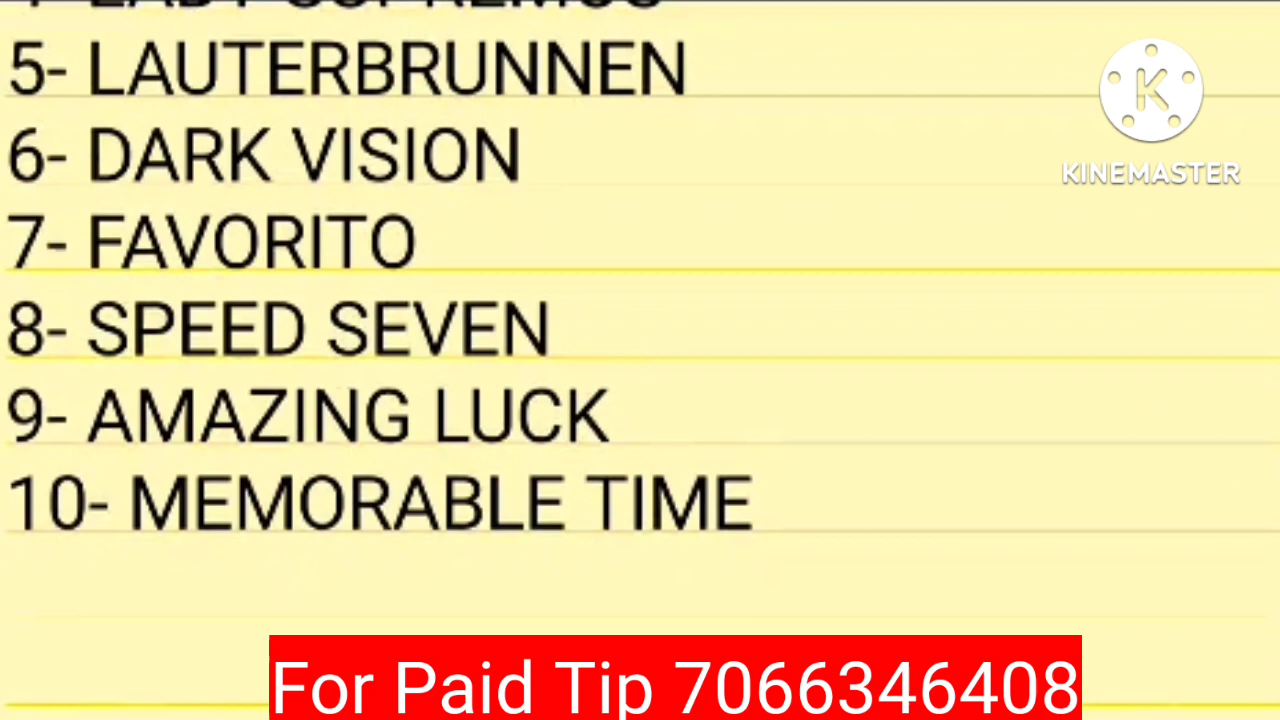 5- LAUTERBRUNNEN
6- DARK VISION
7- FAVORITO
8- SPEED SEVEN
9- AMAZING LUCK
10- MEMORABLE TIME
K
KINEMASTER
For Paid Tip 7066346408